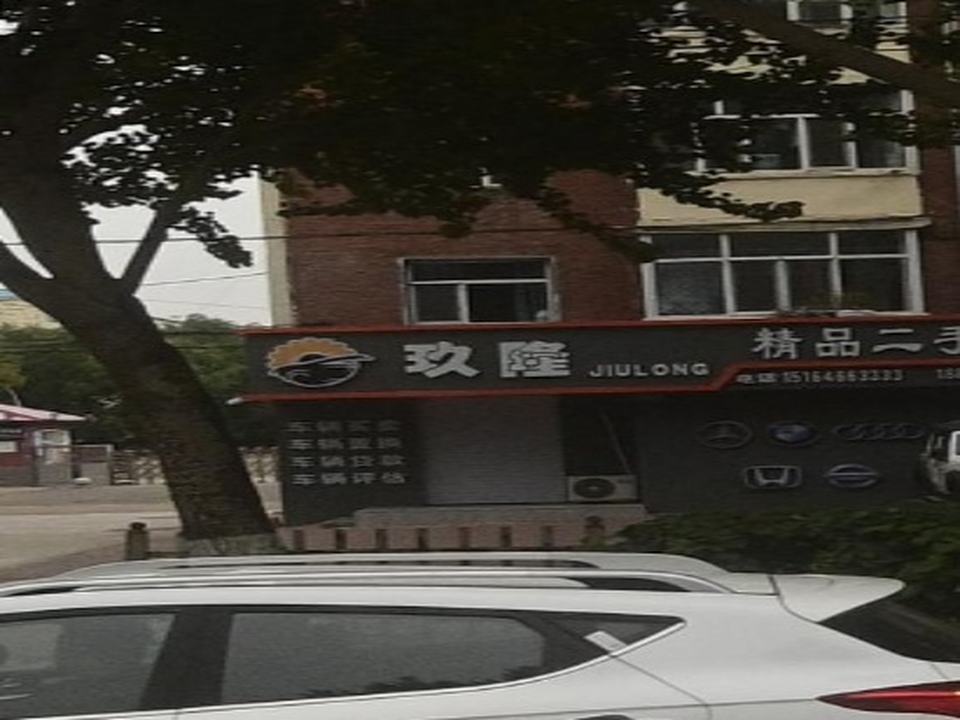 玖隆 JIULONG 精品二手
电话:15164663333
车辆买卖
车辆置换
车辆贷款
车辆评估